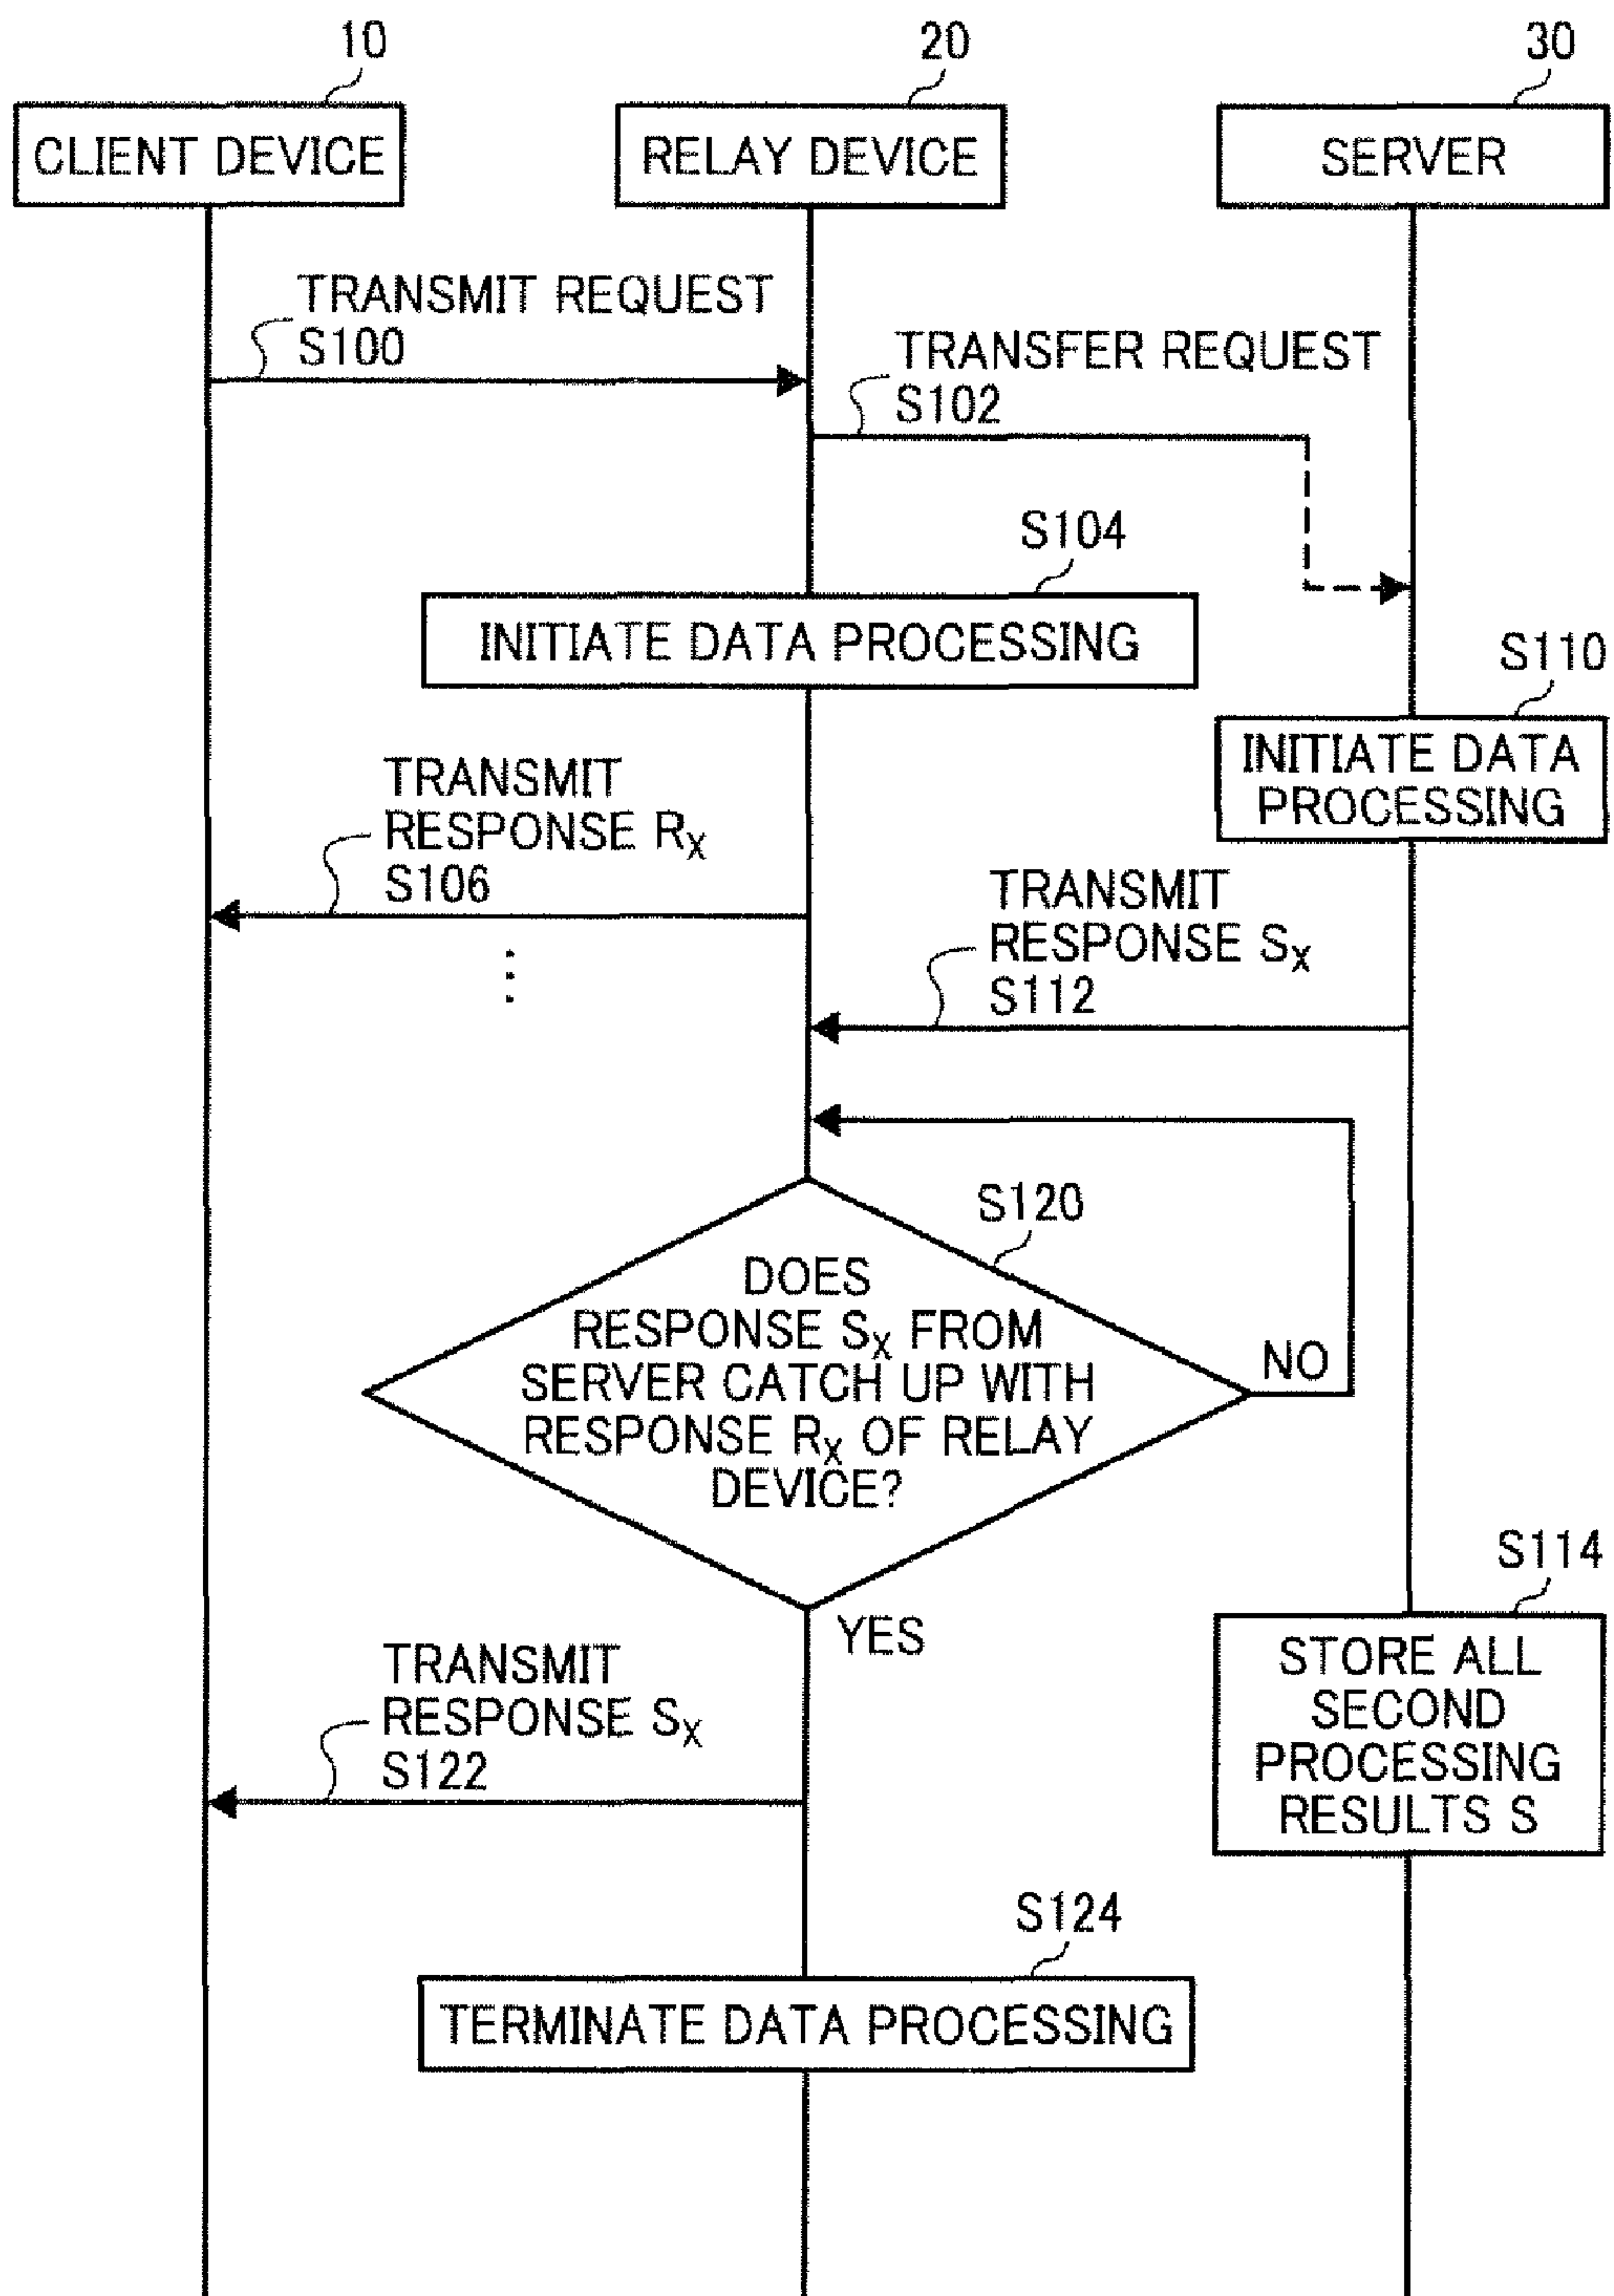 10
20
30
CLIENT DEVICE
RELAY DEVICE
SERVER
TRANSMIT REQUEST
S100
TRANSFER REQUEST
S102
S104
INITIATE DATA PROCESSING
S110
INITIATE DATA
PROCESSING
TRANSMIT
RESPONSE RX
S106
TRANSMIT
RESPONSE SX
S112
S120
DOES
RESPONSE SX FROM
SERVER CATCH UP WITH
RESPONSE RX OF RELAY
DEVICE?
NO
YES
S114
STORE ALL
SECOND
PROCESSING
RESULTS S
TRANSMIT
RESPONSE SX
S122
S124
TERMINATE DATA PROCESSING